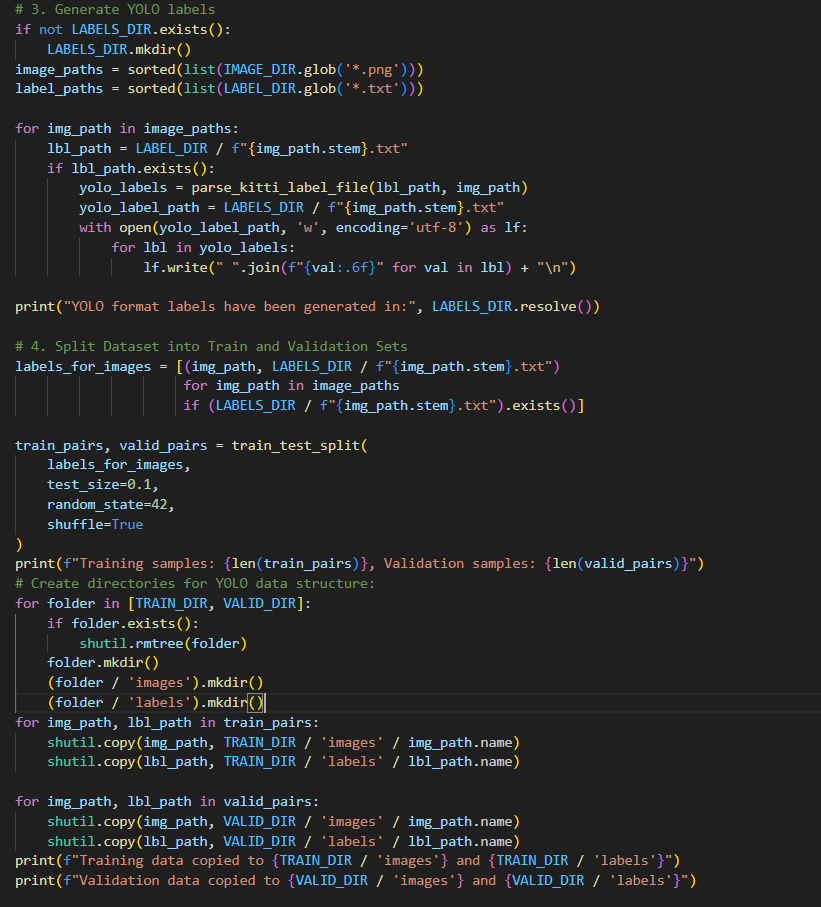 # 3. Generate YOLO labels
if not LABELS_DIR.exists():
    LABELS_DIR.mkdir()
image_paths = sorted(list(IMAGE_DIR.glob('*.png')))
label_paths = sorted(list(LABEL_DIR.glob('*.txt')))

for img_path in image_paths:
    lbl_path = LABEL_DIR / f"{img_path.stem}.txt"
    if lbl_path.exists():
        yolo_labels = parse_kitti_label_file(lbl_path, img_path)
        yolo_label_path = LABELS_DIR / f"{img_path.stem}.txt"
        with open(yolo_label_path, 'w', encoding='utf-8') as lf:
            for lbl in yolo_labels:
                lf.write(" ".join(f"{val:.6f}" for val in lbl) + "\n")

print("YOLO format labels have been generated in:", LABELS_DIR.resolve())

# 4. Split Dataset into Train and Validation Sets
labels_for_images = [(img_path, LABELS_DIR / f"{img_path.stem}.txt")
                     for img_path in image_paths
                     if (LABELS_DIR / f"{img_path.stem}.txt").exists()]

train_pairs, valid_pairs = train_test_split(
    labels_for_images,
    test_size=0.1,
    random_state=42,
    shuffle=True
)
print(f"Training samples: {len(train_pairs)}, Validation samples: {len(valid_pairs)}")
# Create directories for YOLO data structure:
for folder in [TRAIN_DIR, VALID_DIR]:
    if folder.exists():
        shutil.rmtree(folder)
    folder.mkdir()
    (folder / 'images').mkdir()
    (folder / 'labels').mkdir()
for img_path, lbl_path in train_pairs:
    shutil.copy(img_path, TRAIN_DIR / 'images' / img_path.name)
    shutil.copy(lbl_path, TRAIN_DIR / 'labels' / lbl_path.name)

for img_path, lbl_path in valid_pairs:
    shutil.copy(img_path, VALID_DIR / 'images' / img_path.name)
    shutil.copy(lbl_path, VALID_DIR / 'labels' / lbl_path.name)
print(f"Training data copied to {TRAIN_DIR / 'images'} and {TRAIN_DIR / 'labels'}")
print(f"Validation data copied to {VALID_DIR / 'images'} and {VALID_DIR / 'labels'}")